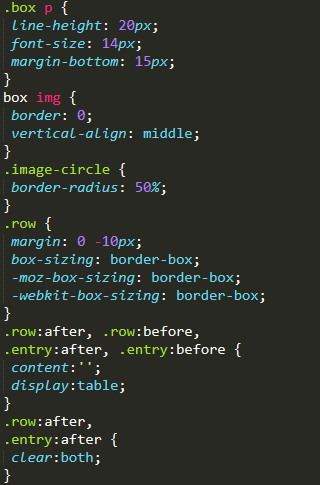 .box p {
line-height: 20px;
font-size: 14px;
margin-bottom: 15px;
}
box img {
border: 0;
vertical-align: middle;
}
.image-circle {
border-radius: 50%;
}
.row {
margin: 0 -10px;
box-sizing: border-box;
-moz-box-sizing: border-box;
-webkit-box-sizing: border-box;
}
.row:after, .row:before,
.entry:after, .entry:before {
content:'';
display:table;
}
.row:after,
.entry:after {
clear:both;
}